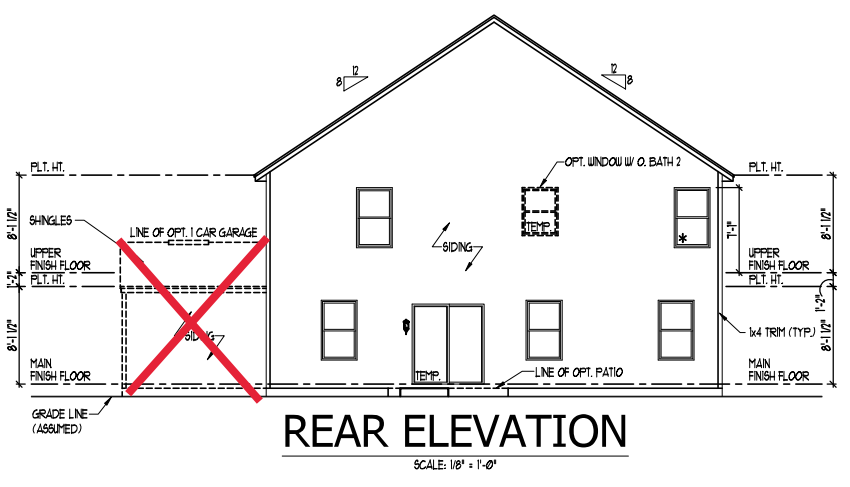 12
8
12
8
OPT. WINDOW W/ O. BATH 2
PLT. HT.
PLT. HT.
8'-1 1/2"
SHINGLES
LINE OF OPT. 1 CAR GARAGE
TEMP.
*
7'-1"
8'-1 1/2"
SIDING
UPPER
FINISH FLOOR
UPPER
FINISH FLOOR
1'-2"
PLT. HT.
PLT. HT.
1'-2"
8'-1 1/2"
SIDING
1x4 TRIM (TYP.)
8'-1 1/2"
MAIN
FINISH FLOOR
TEMP.
LINE OF OPT. PATIO
MAIN
FINISH FLOOR
GRADE LINE
(ASSUMED)
REAR ELEVATION
SCALE: 1/8" = 1'-0"